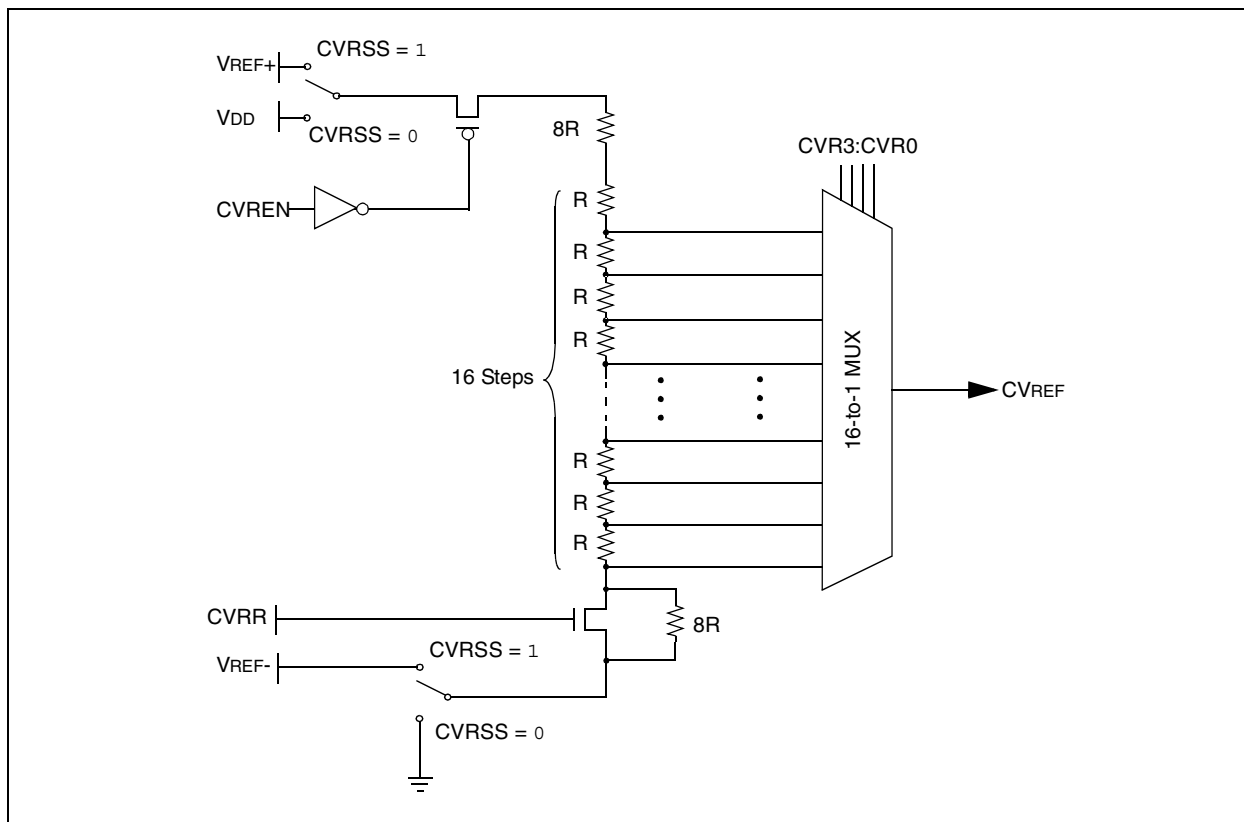 CVRSS = 1
VREF+
VDD
CVRSS = 0
8R
CVR3:CVR0
CVREN
R
R
R
R
16 Steps
16-to-1 MUX
CVREF
R
R
R
CVRR
8R
CVRSS = 1
VREF-
CVRSS = 0